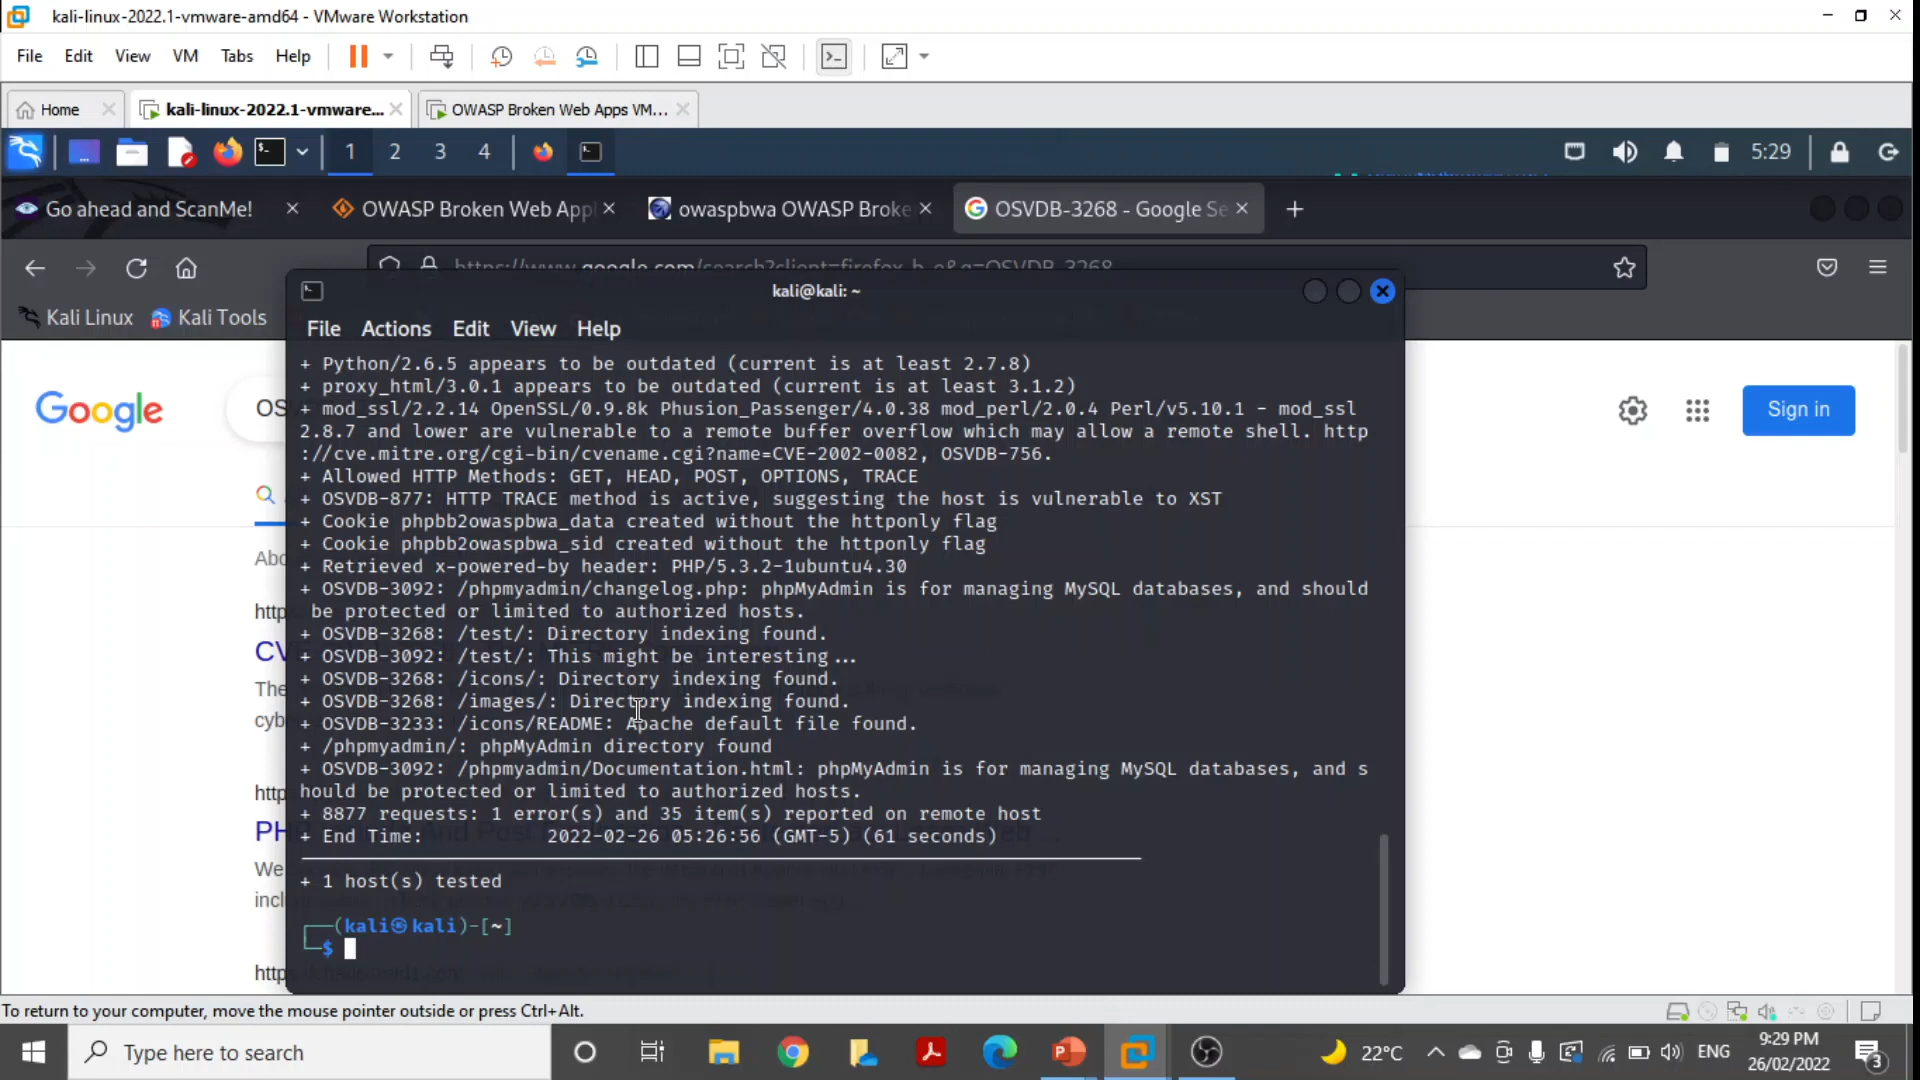 kali-linux-2022.1-vmware-amd64 - VMware Workstation
File Edit View VM Tabs Help
Home kali-linux-2022.1-vmware... OWASP Broken Web Apps VM...
1 2 3 4 5:29
Go ahead and ScanMe! OWASP Broken Web Appl owaspbwa OWASP Broke OSVDB-3268 - Google Se
https://www.google.com/search?client=firefox-b-e&q=OSVDB-3268
kali@kali: ~
Kali Linux Kali Tools
File Actions Edit View Help
Google OS Sign in
+ Python/2.6.5 appears to be outdated (current is at least 2.7.8)
+ proxy_html/3.0.1 appears to be outdated (current is at least 3.1.2)
+ mod_ssl/2.2.14 OpenSSL/0.9.8k Phusion_Passenger/4.0.38 mod_perl/2.0.4 Perl/v5.10.1 - mod_ssl
2.8.7 and lower are vulnerable to a remote buffer overflow which may allow a remote shell. http
://cve.mitre.org/cgi-bin/cvename.cgi?name=CVE-2002-0082, OSVDB-756.
+ Allowed HTTP Methods: GET, HEAD, POST, OPTIONS, TRACE
+ OSVDB-877: HTTP TRACE method is active, suggesting the host is vulnerable to XST
+ Cookie phpbb2owaspbwa_data created without the httponly flag
+ Cookie phpbb2owaspbwa_sid created without the httponly flag
+ Retrieved x-powered-by header: PHP/5.3.2-1ubuntu4.30
+ OSVDB-3092: /phpmyadmin/changelog.php: phpMyAdmin is for managing MySQL databases, and should
be protected or limited to authorized hosts.
+ OSVDB-3268: /test/: Directory indexing found.
+ OSVDB-3092: /test/: This might be interesting...
+ OSVDB-3268: /icons/: Directory indexing found.
+ OSVDB-3268: /images/: Directory indexing found.
+ OSVDB-3233: /icons/README: Apache default file found.
+ /phpmyadmin/: phpMyAdmin directory found
+ OSVDB-3092: /phpmyadmin/Documentation.html: phpMyAdmin is for managing MySQL databases, and s
hould be protected or limited to authorized hosts.
+ 8877 requests: 1 error(s) and 35 item(s) reported on remote host
+ End Time: 2022-02-26 05:26:56 (GMT-5) (61 seconds)
+ 1 host(s) tested
(kali㉿kali)-[~]
$
To return to your computer, move the mouse pointer outside or press Ctrl+Alt.
Type here to search 22°C ENG 9:29 PM
26/02/2022 3